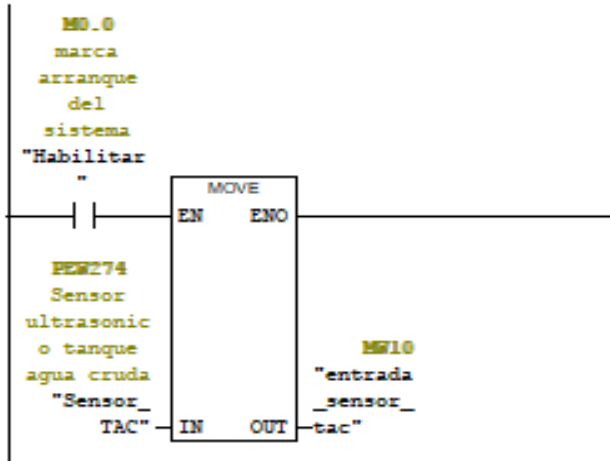 M0.0
marca
arranque
del
sistema
"Habilitar
"
MOVE
EN ENO
PEW274
Sensor
ultrasonic
o tanque
agua cruda
"Sensor_
TAC"
IN OUT
MW10
"entrada
_sensor_
tac"